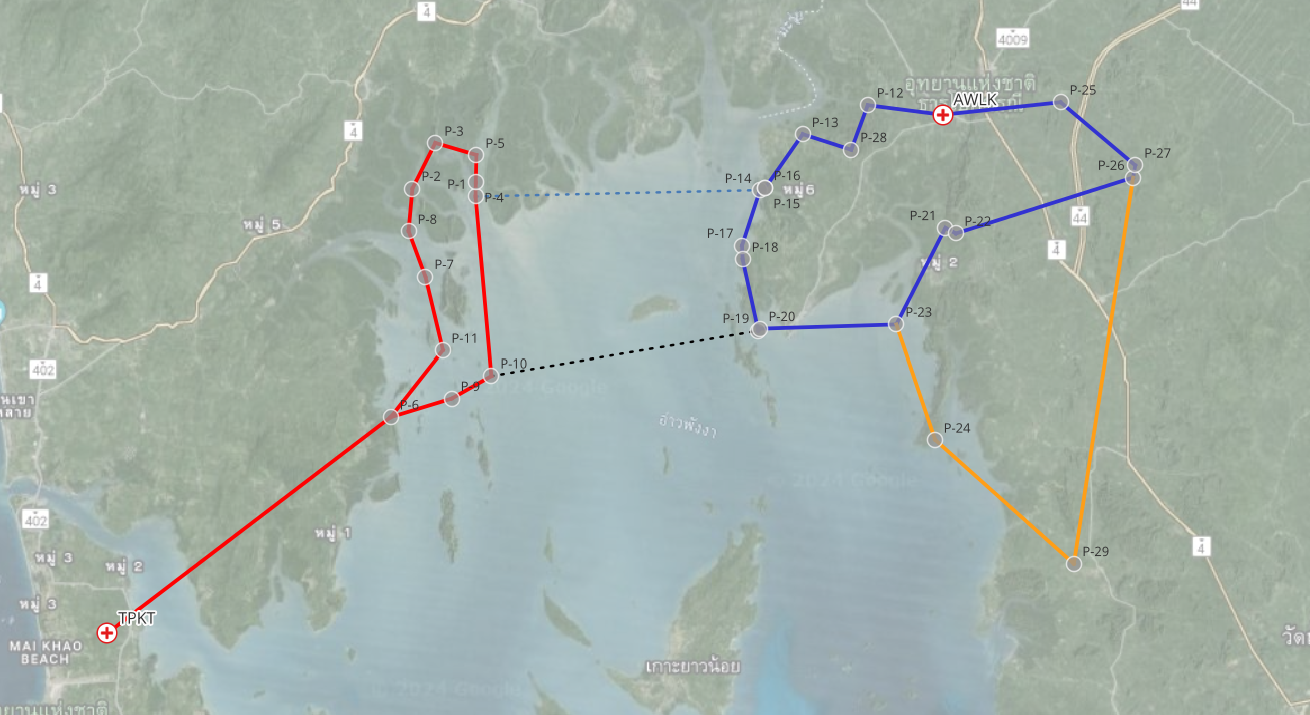 4
44
4009
อุทยานแห่งชาติ
P-12
P-25
AWLK
P-13
P-3
4
P-28
P-5
P-27
P-26
P-2
P-1
P-14
P-16
หมู่ 3
หมู่6
P-4
P-15
44
P-8
หมู่ 5
P-21
P-22
P-17
P-18
4
P-7
หมู่ 2
4
P-19
P-20
P-23
P-11
402
P-10
P-9
P-6
อ่าวพังงา
P-24
© 2024 Google
402
หมู่ 1
4
หมู่ 3
P-29
หมู่ 2
หมู่ 3
TPKT
MAI KHAO
BEACH
เกาะยาวน้อย
© 2024 Google